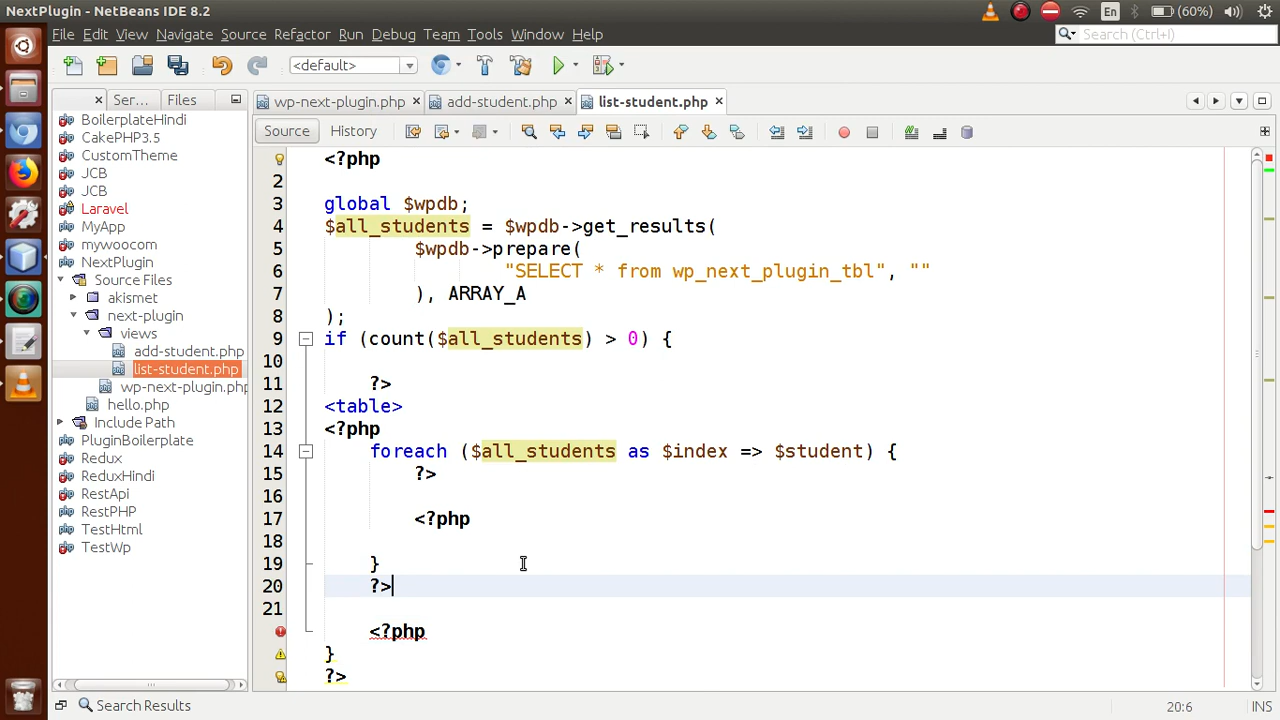 NextPlugin - NetBeans IDE 8.2
En
(60%)
File Edit View Navigate Source Refactor Run Debug Team Tools Window Help
Search (Ctrl+I)
<default>
Ser... Files
wp-next-plugin.php
add-student.php
list-student.php
Source History
BoilerplateHindi
CakePHP3.5
CustomTheme
JCB
JCB
Laravel
MyApp
mywoocom
NextPlugin
Source Files
akismet
next-plugin
views
add-student.php
list-student.php
wp-next-plugin.php
hello.php
Include Path
PluginBoilerplate
Redux
ReduxHindi
RestApi
RestPHP
TestHtml
TestWp
<?php
2
3 global $wpdb;
4 $all_students = $wpdb->get_results(
5 $wpdb->prepare(
6 "SELECT * from wp_next_plugin_tbl", ""
7 ), ARRAY_A
8 );
9 if (count($all_students) > 0) {
10
11 ?>
12 <table>
13 <?php
14 foreach ($all_students as $index => $student) {
15 ?>
16
17 <?php
18
19 }
20 ?>
21
<?php
}
?>
Search Results
20:6 INS